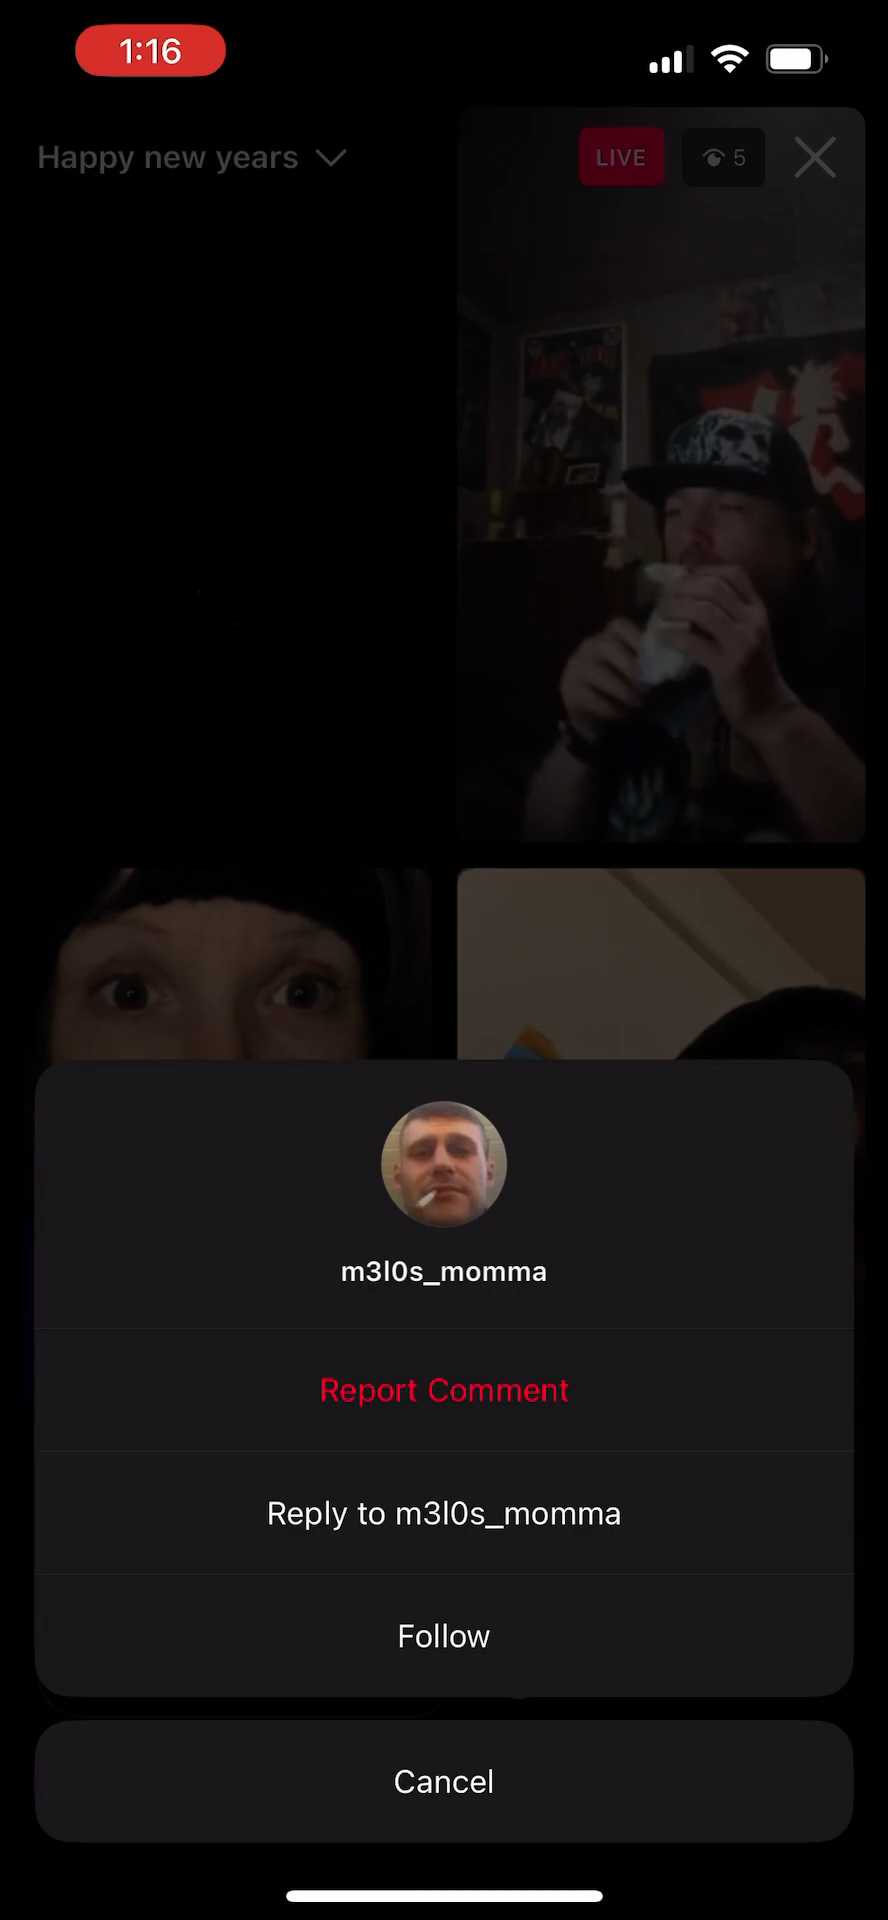 1:16
Happy new years
LIVE
5
m3l0s_momma
Report Comment
Reply to m3l0s_momma
Follow
Cancel